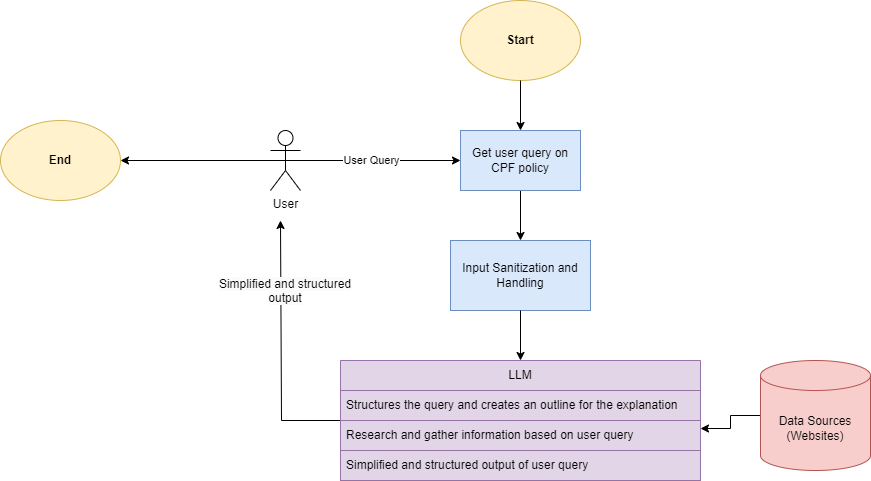 Start
End
User Query
Get user query on
CPF policy
User
Input Sanitization and
Handling
Simplified and structured
output
LLM
Structures the query and creates an outline for the explanation
Research and gather information based on user query
Simplified and structured output of user query
Data Sources
(Websites)